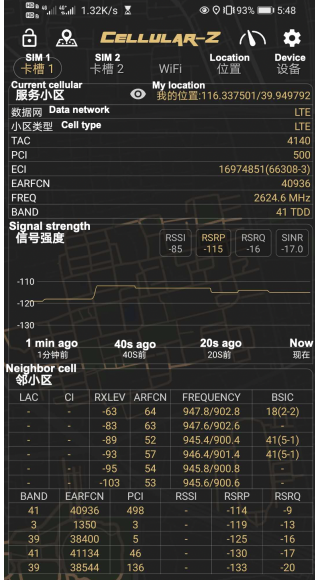 HD 46 46 1.32K/s 93% 5:48
CELLULAR-Z
SIM 1 SIM 2 Location Device
卡槽 1 卡槽 2 WiFi 位置 设备
Current cellular My location
服务小区 我的位置:116.337501/39.949792
数据网 Data network LTE
小区类型 Cell type LTE
TAC 4140
PCI 500
ECI 16974851(66308-3)
EARFCN 40936
FREQ 2624.6 MHz
BAND 41 TDD
Signal strength
信号强度
RSSI RSRP RSRQ SINR
-85 -115 -16 -17.0
-110
-120
-130
1 min ago 40s ago 20s ago Now
1分钟前 40S前 20S前 现在
Neighbor cell
邻小区
LAC CI RXLEV ARFCN FREQUENCY BSIC
- - -63 64 947.8/902.8 18(2-2)
- - -83 63 947.6/902.6 -
- - -89 52 945.4/900.4 41(5-1)
- - -93 57 946.4/901.4 41(5-1)
- - -95 54 945.8/900.8 -
- - -103 53 945.6/900.6 -
BAND EARFCN PCI RSSI RSRP RSRQ
41 40936 498 - -114 -9
3 1350 3 - -119 -13
39 38400 5 - -125 -16
41 41134 46 - -130 -17
39 38544 136 - -133 -20